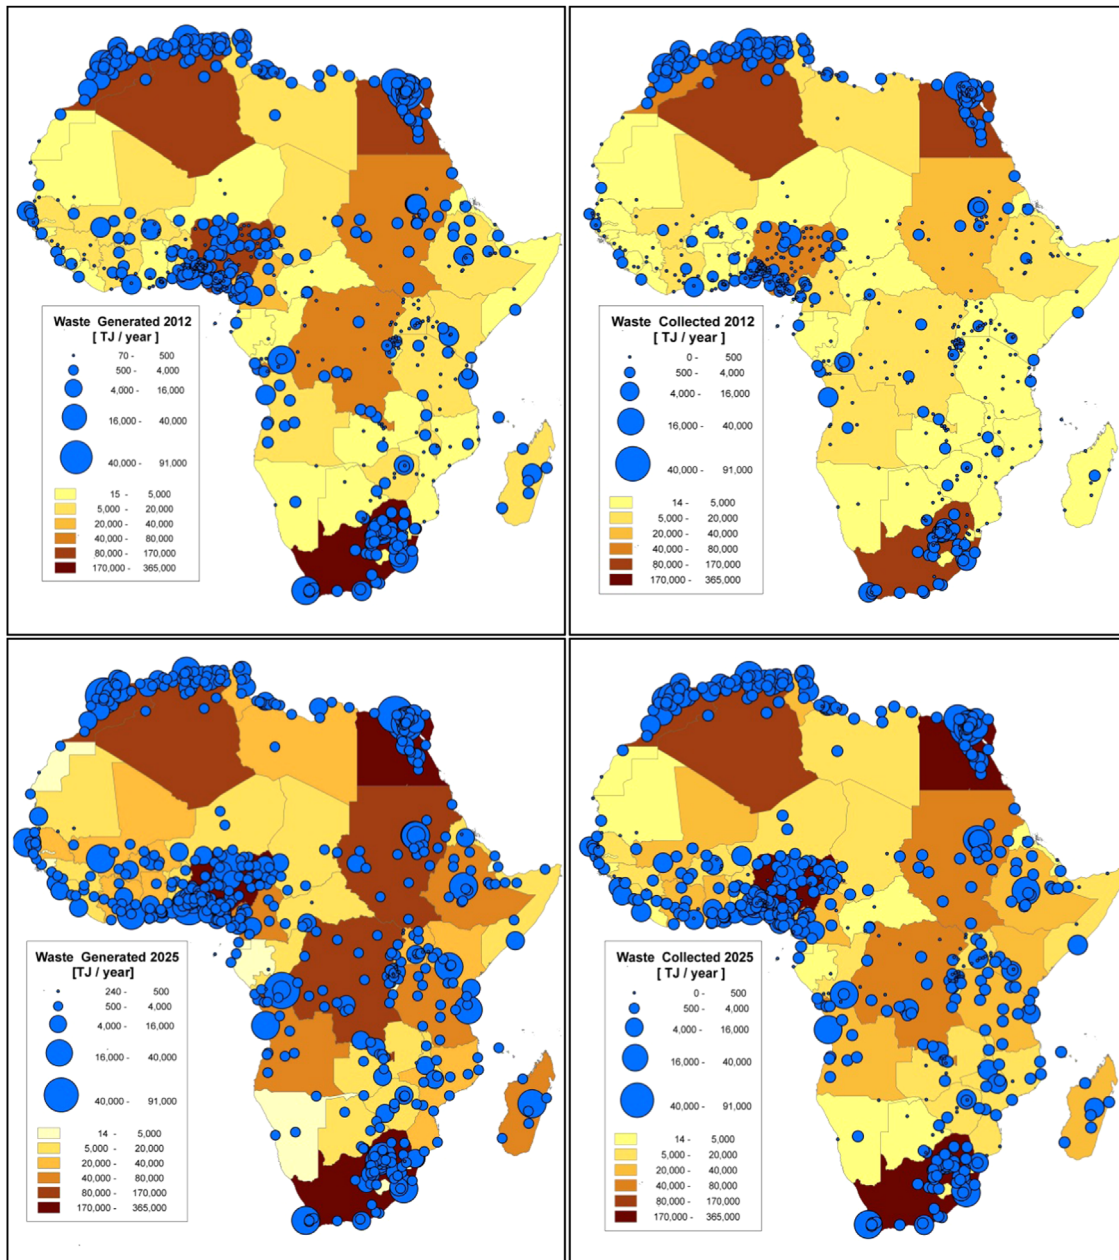 Waste Generated 2012
[ TJ / year ]
70 - 500
500 - 4,000
4,000 - 16,000
16,000 - 40,000
40,000 - 91,000
15 - 5,000
5,000 - 20,000
20,000 - 40,000
40,000 - 80,000
80,000 - 170,000
170,000 - 365,000
Waste Collected 2012
[ TJ / year ]
0 - 500
500 - 4,000
4,000 - 16,000
16,000 - 40,000
40,000 - 91,000
14 - 5,000
5,000 - 20,000
20,000 - 40,000
40,000 - 80,000
80,000 - 170,000
170,000 - 365,000
Waste Generated 2025
[TJ / year]
240 - 500
500 - 4,000
4,000 - 16,000
16,000 - 40,000
40,000 - 91,000
14 - 5,000
5,000 - 20,000
20,000 - 40,000
40,000 - 80,000
80,000 - 170,000
170,000 - 365,000
Waste Collected 2025
[ TJ / year ]
0 - 500
500 - 4,000
4,000 - 16,000
16,000 - 40,000
40,000 - 91,000
14 - 5,000
5,000 - 20,000
20,000 - 40,000
40,000 - 80,000
80,000 - 170,000
170,000 - 365,000